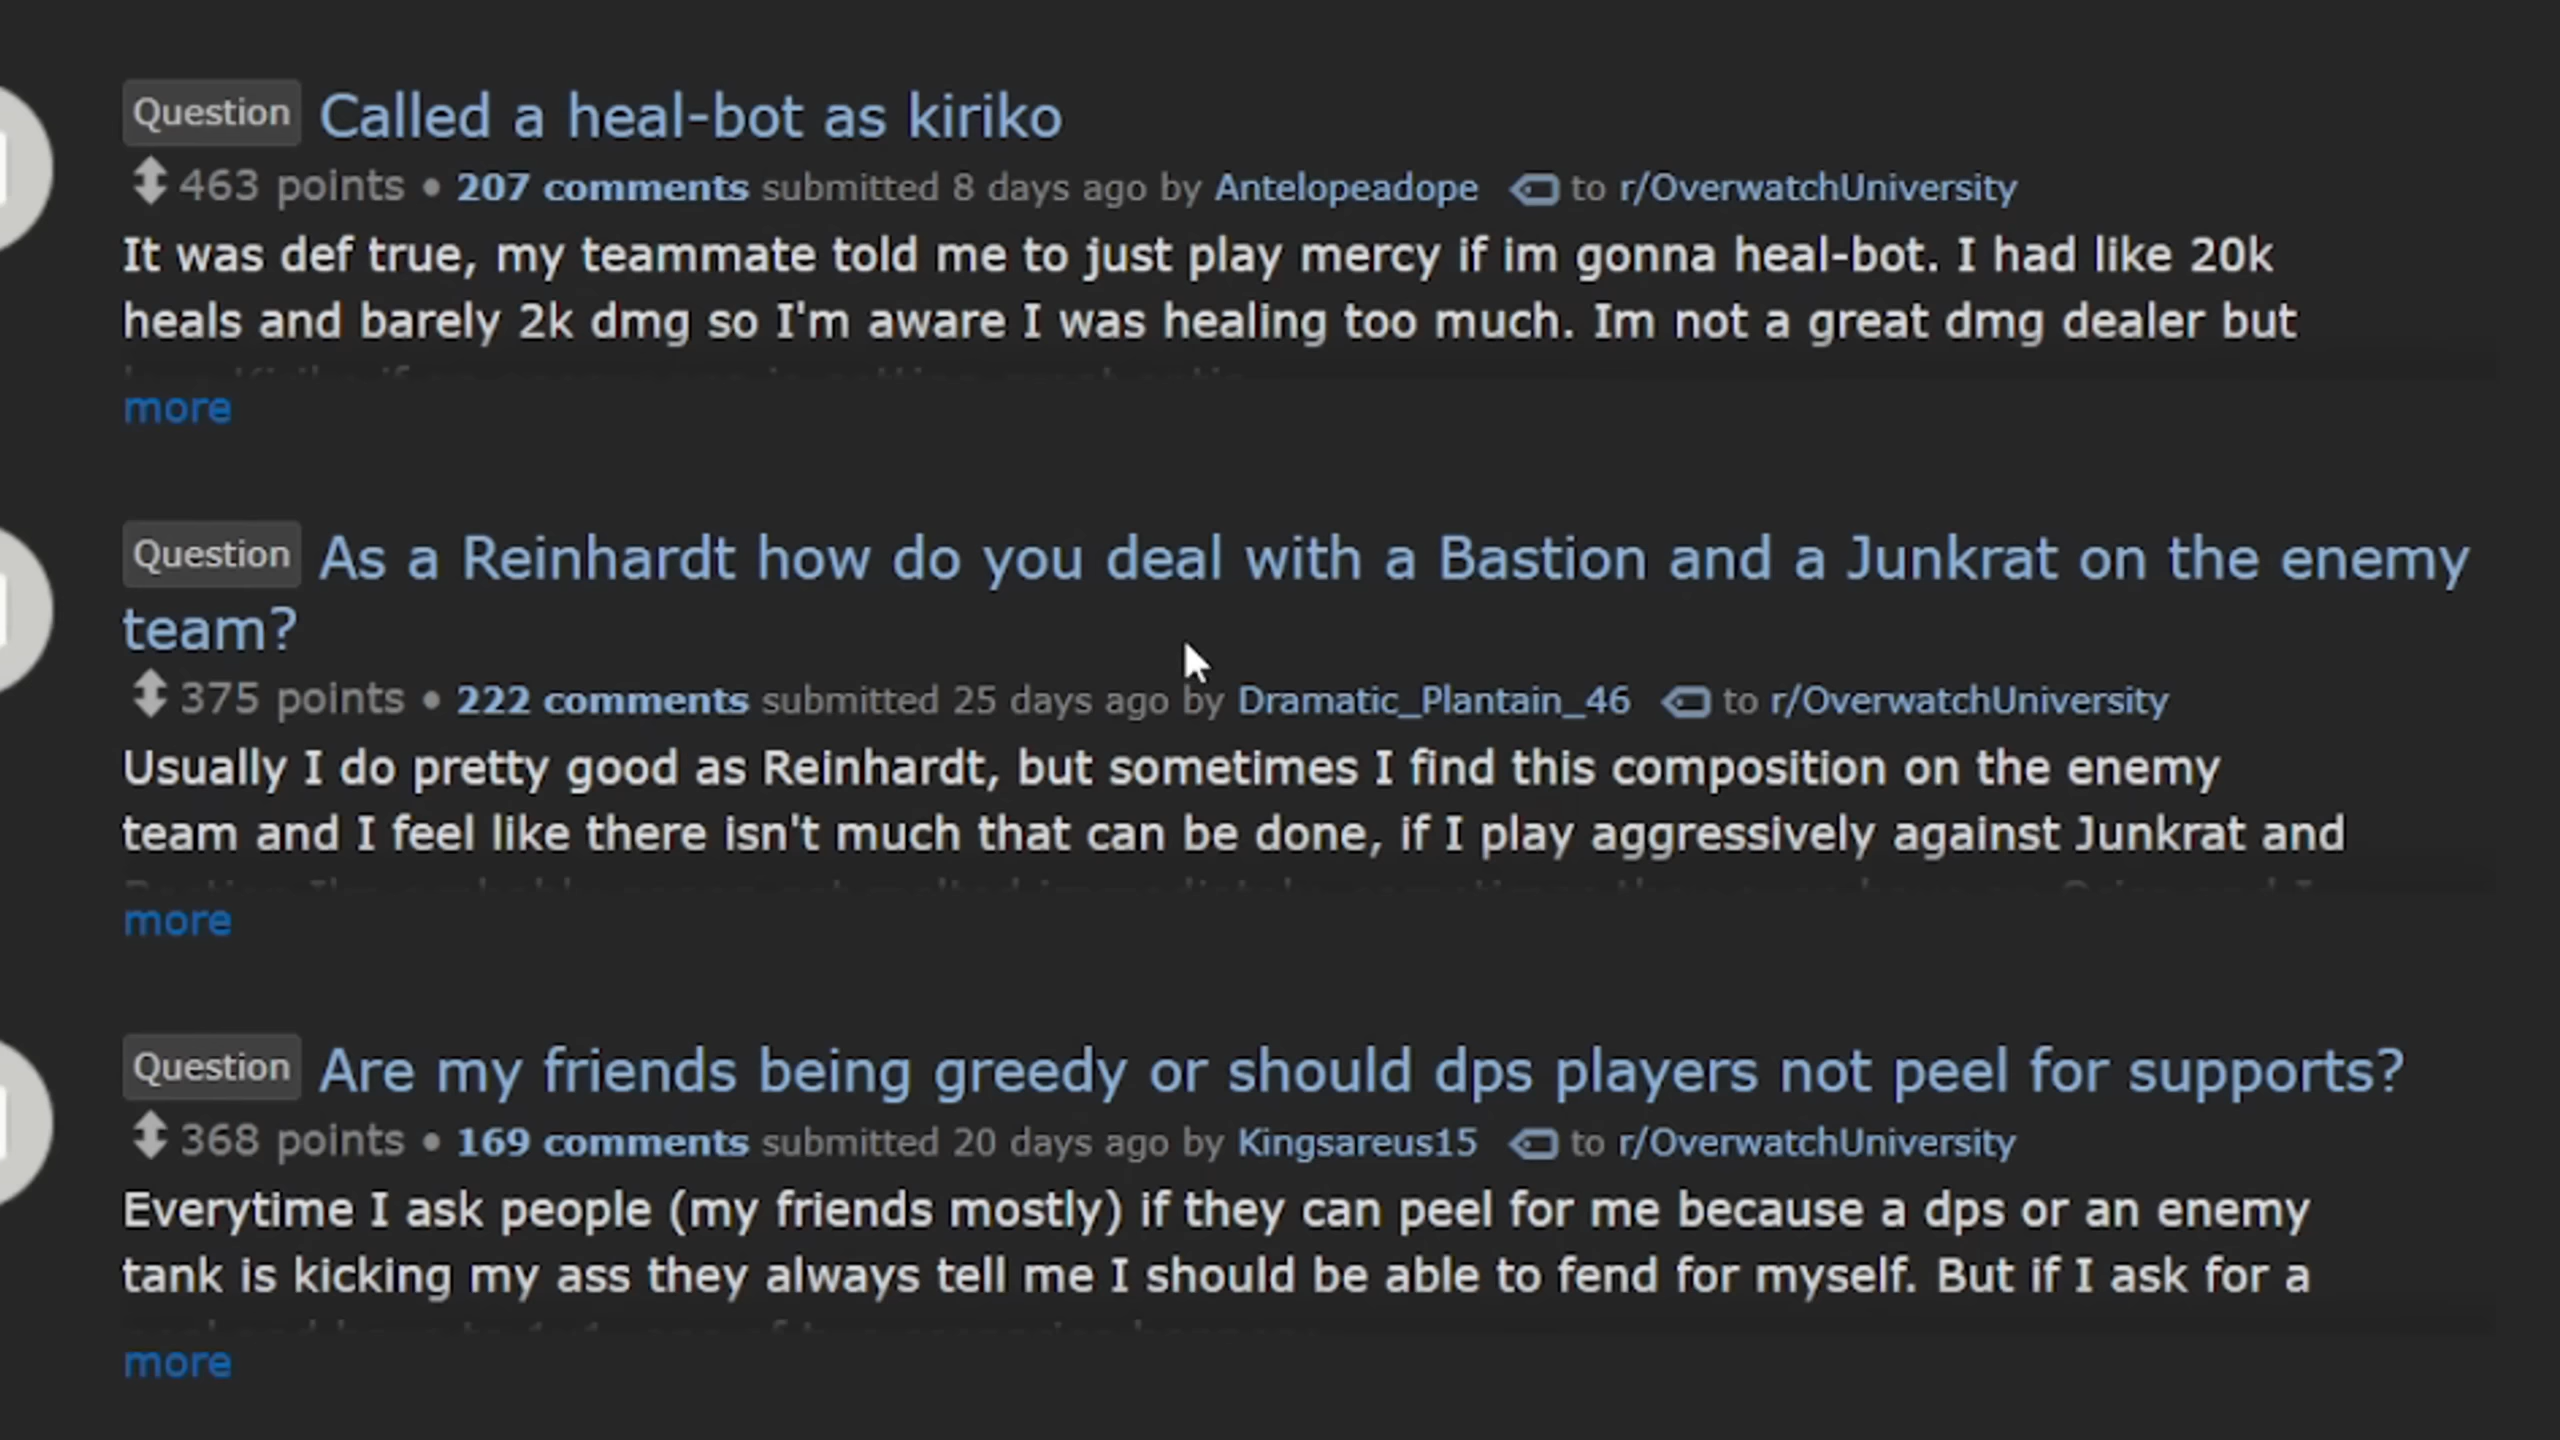 Question Called a heal-bot as kiriko
463 points • 207 comments submitted 8 days ago by Antelopeadope to r/OverwatchUniversity
It was def true, my teammate told me to just play mercy if im gonna heal-bot. I had like 20k
heals and barely 2k dmg so I'm aware I was healing too much. Im not a great dmg dealer but
more
Question As a Reinhardt how do you deal with a Bastion and a Junkrat on the enemy
team?
375 points • 222 comments submitted 25 days ago by Dramatic_Plantain_46 to r/OverwatchUniversity
Usually I do pretty good as Reinhardt, but sometimes I find this composition on the enemy
team and I feel like there isn't much that can be done, if I play aggressively against Junkrat and
more
Question Are my friends being greedy or should dps players not peel for supports?
368 points • 169 comments submitted 20 days ago by Kingsareus15 to r/OverwatchUniversity
Everytime I ask people (my friends mostly) if they can peel for me because a dps or an enemy
tank is kicking my ass they always tell me I should be able to fend for myself. But if I ask for a
more